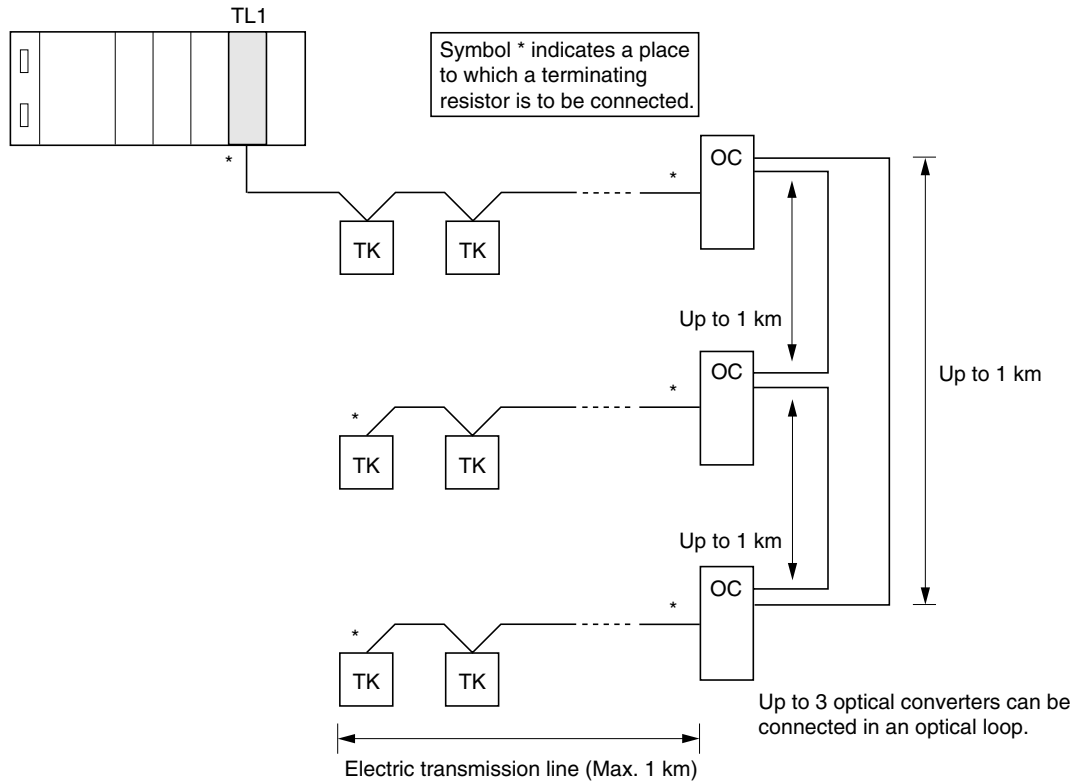 TL1
Symbol * indicates a place
to which a terminating
resistor is to be connected.
*
*
OC
TK
TK
Up to 1 km
Up to 1 km
*
*
OC
TK
TK
Up to 1 km
*
*
OC
TK
TK
Up to 3 optical converters can be
connected in an optical loop.
Electric transmission line (Max. 1 km)